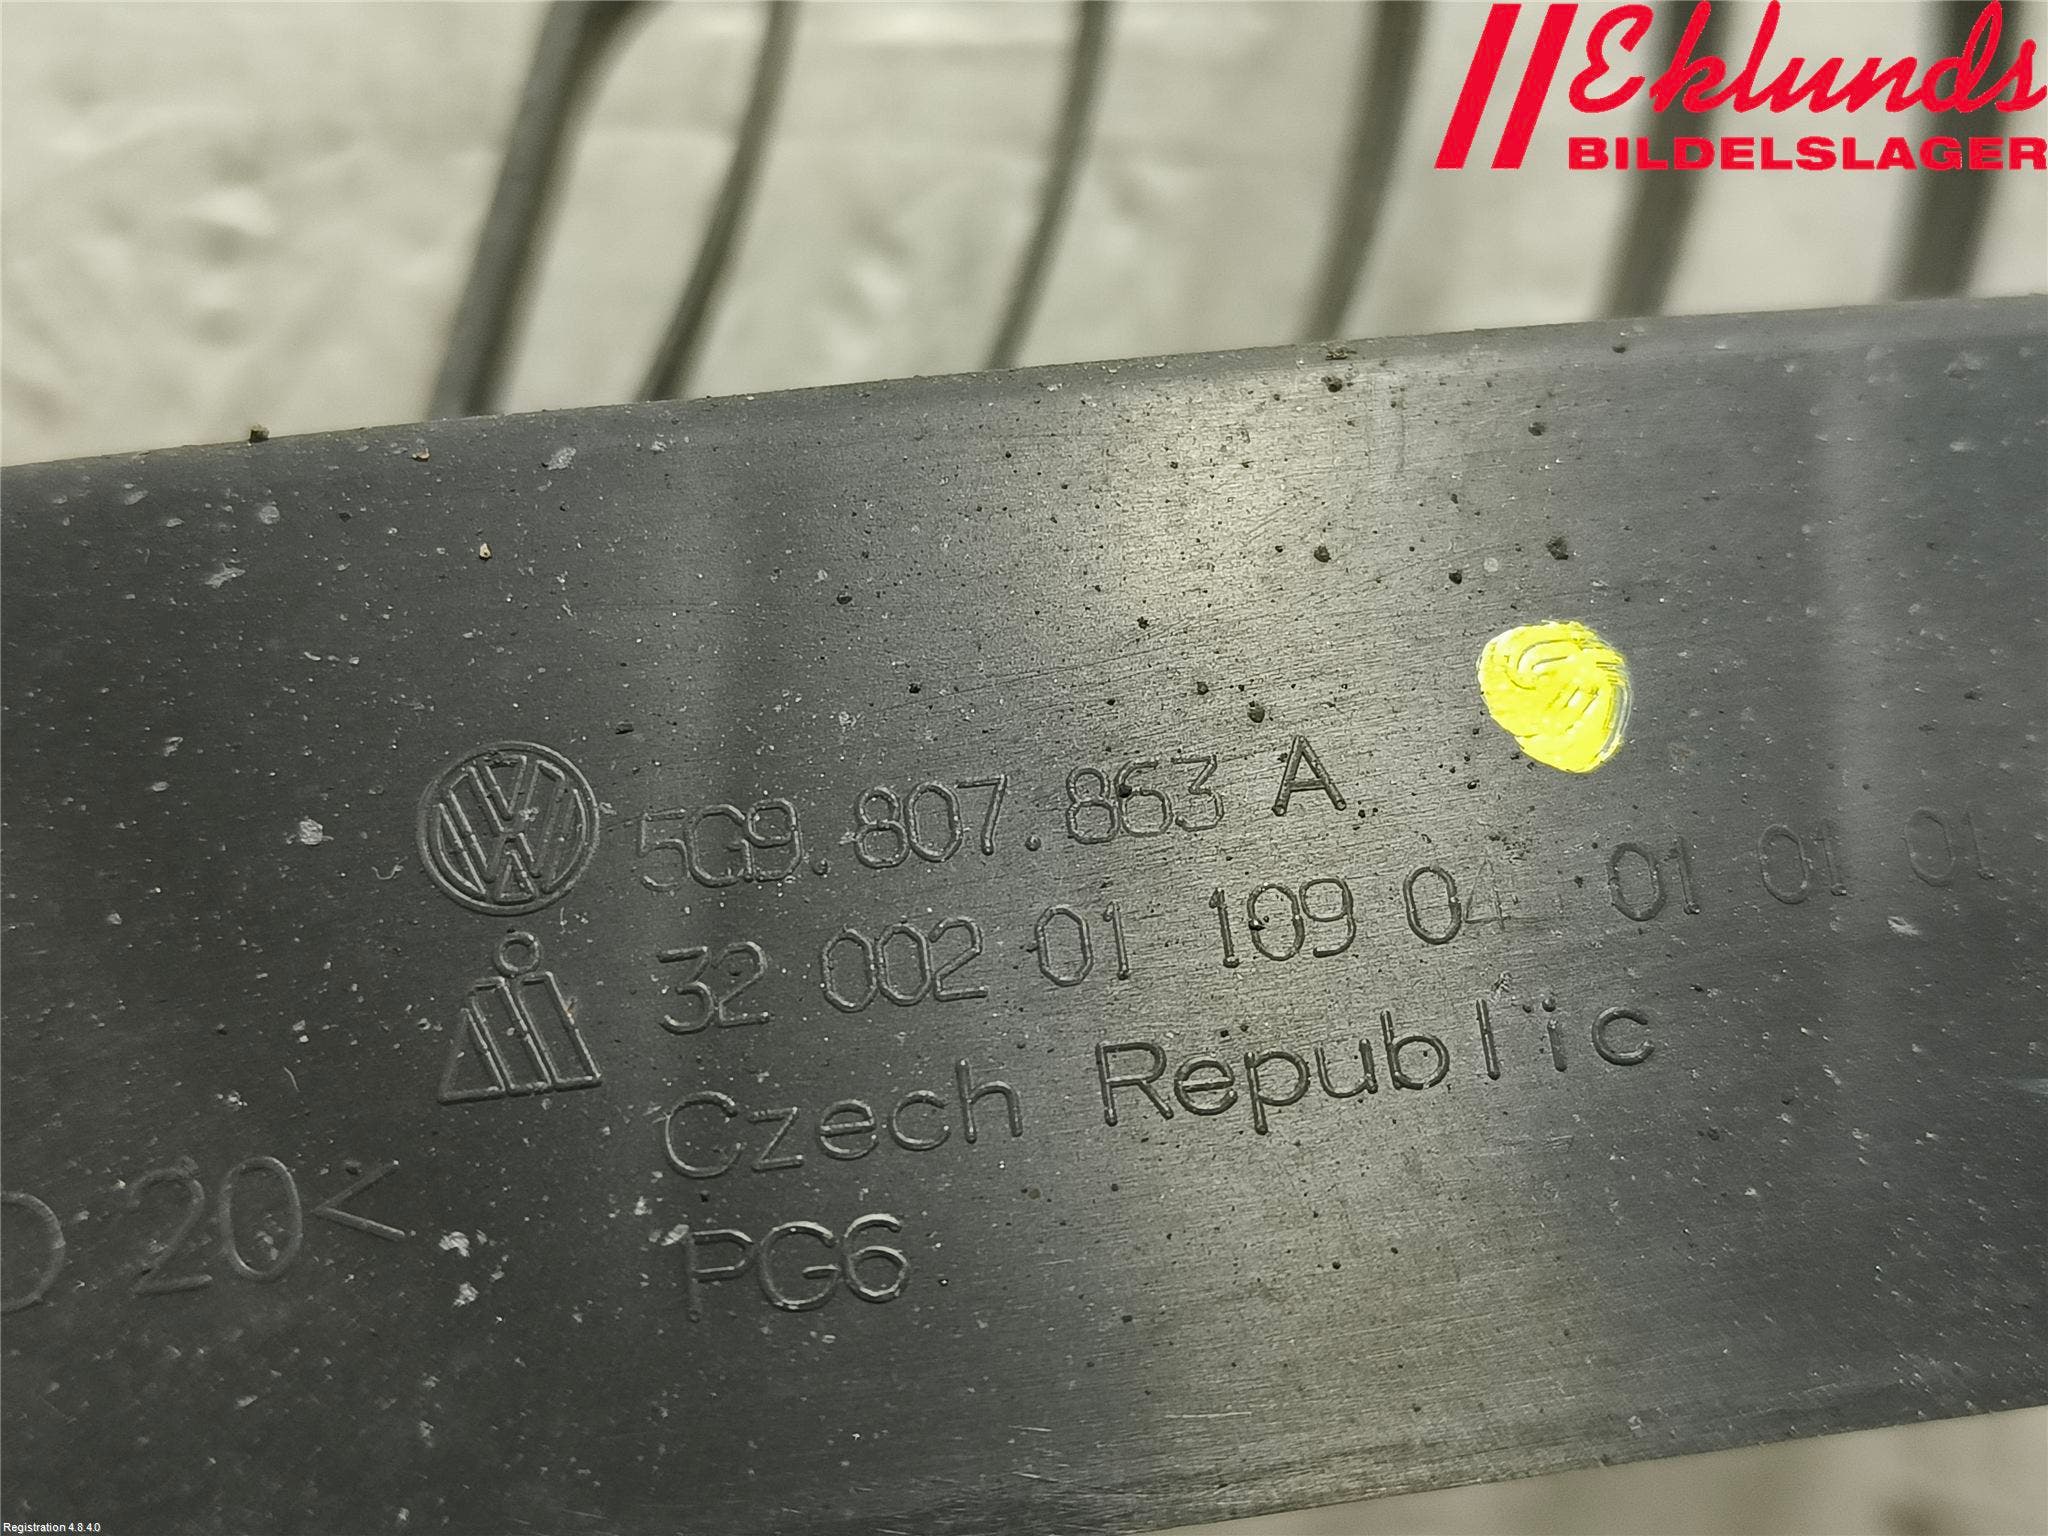 Eklunds
BILDELSLAGER
5G9.807.863 A
32 002 01 109 04 01 01 01
Czech Republic
20<
PG6
Registration 4.8.4.0